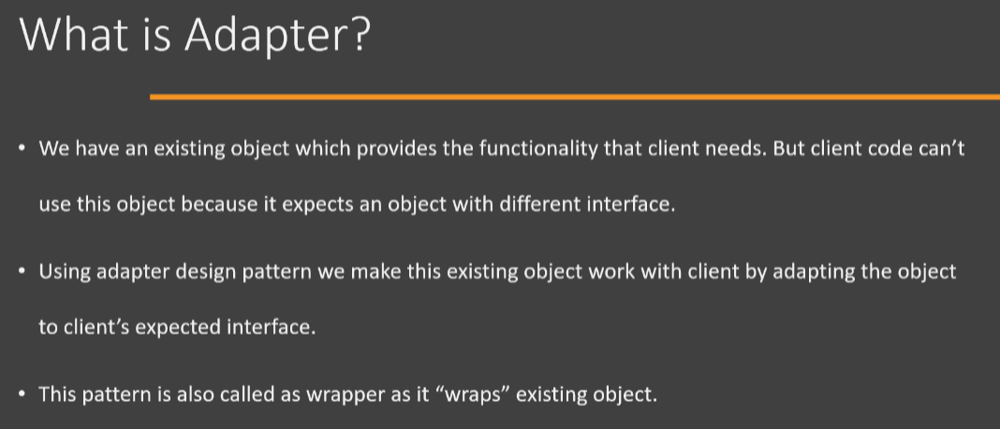 What is Adapter?
• We have an existing object which provides the functionality that client needs. But client code can’t
use this object because it expects an object with different interface.
• Using adapter design pattern we make this existing object work with client by adapting the object
to client’s expected interface.
• This pattern is also called as wrapper as it “wraps” existing object.